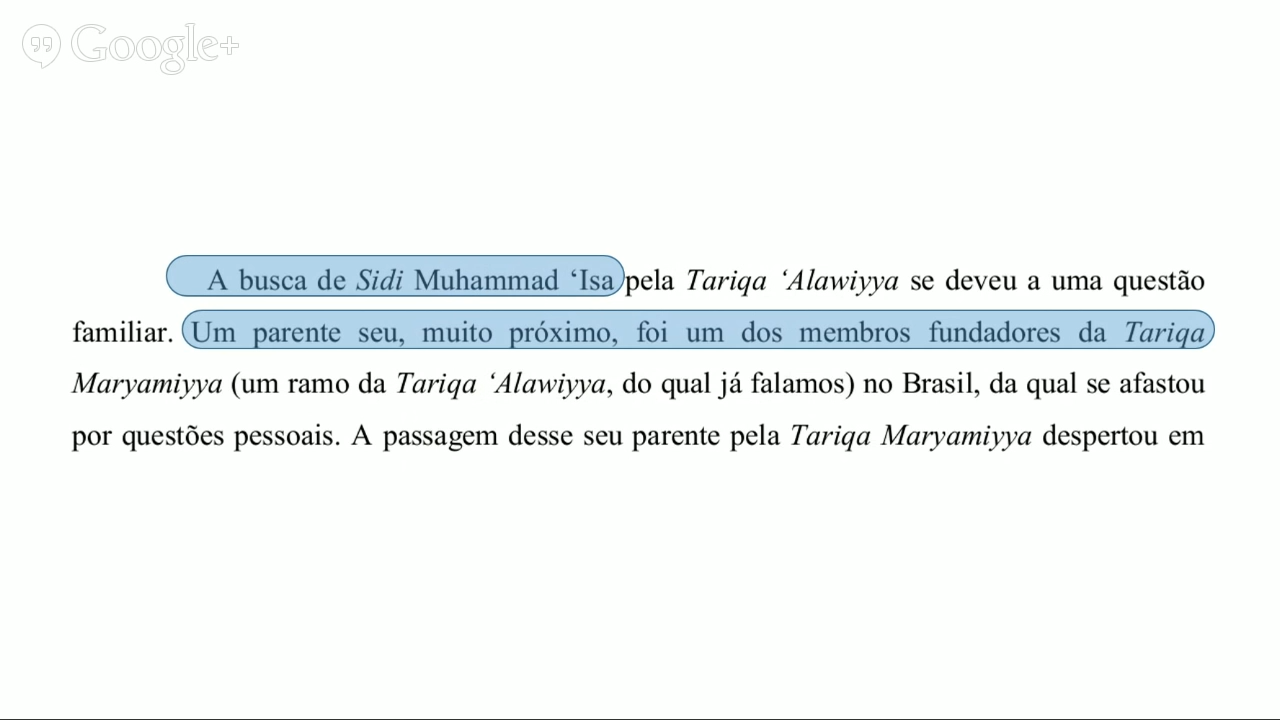 Google+
A busca de Sidi Muhammad ‘Isa pela Tariqa ‘Alawiyya se deveu a uma questão
familiar. Um parente seu, muito próximo, foi um dos membros fundadores da Tariqa
Maryamiyya (um ramo da Tariqa ‘Alawiyya, do qual já falamos) no Brasil, da qual se afastou
por questões pessoais. A passagem desse seu parente pela Tariqa Maryamiyya despertou em